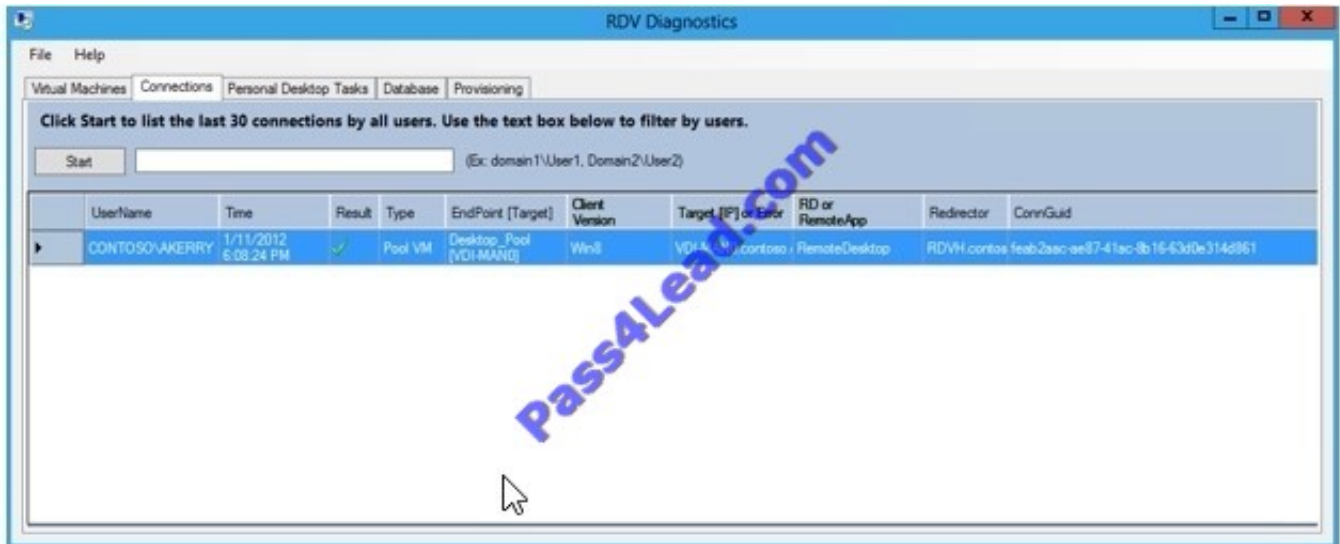 RDV Diagnostics
File Help
Virtual Machines Connections Personal Desktop Tasks Database Provisioning
Click Start to list the last 30 connections by all users. Use the text box below to filter by users.
Start (Ex: domain1\User1, Domain2\User2)
UserName Time Result Type EndPoint [Target] Client Version Target [IP] or Error RD or RemoteApp Redirector ConnGuid
CONTOSO\AKERRY 1/11/2012 6:08:24 PM Pool VM Desktop_Pool [VDI-MAND] Win8 RemoteDesktop RDVH.contos feab2aac-ae87-41ac-8b16-63d0e314d861
Pass4Lead.com